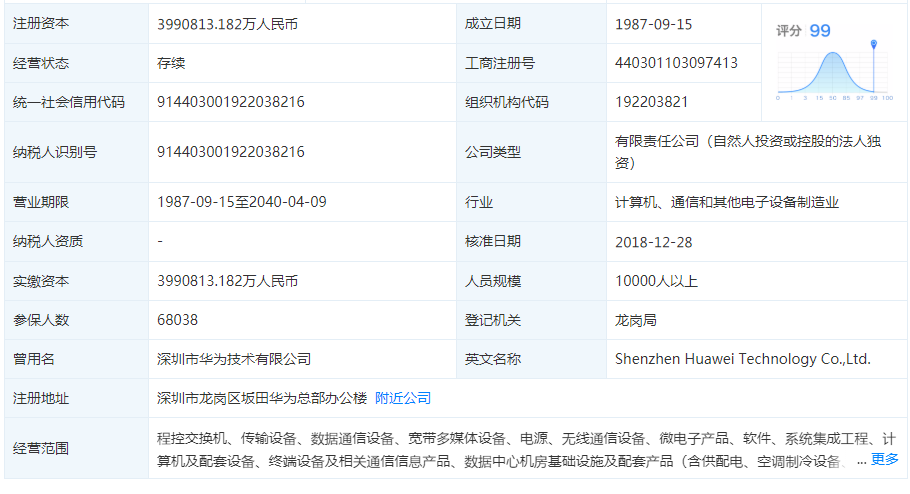 注册资本 3990813.182万人民币 成立日期 1987-09-15
评分 99
经营状态 存续 工商注册号 440301103097413
统一社会信用代码 914403001922038216 组织机构代码 192203821
0 1 3 15 50 85 97 99 100
纳税人识别号 914403001922038216 公司类型 有限责任公司（自然人投资或控股的法人独
资）
营业期限 1987-09-15至2040-04-09 行业 计算机、通信和其他电子设备制造业
纳税人资质 - 核准日期 2018-12-28
实缴资本 3990813.182万人民币 人员规模 10000人以上
参保人数 68038 登记机关 龙岗局
曾用名 深圳市华为技术有限公司 英文名称 Shenzhen Huawei Technology Co.,Ltd.
注册地址 深圳市龙岗区坂田华为总部办公楼 附近公司
经营范围 程控交换机、传输设备、数据通信设备、宽带多媒体设备、电源、无线通信设备、微电子产品、软件、系统集成工程、计
算机及配套设备、终端设备及相关通信信息产品、数据中心机房基础设施及配套产品（含供配电、空调制冷设备、 ... 更多